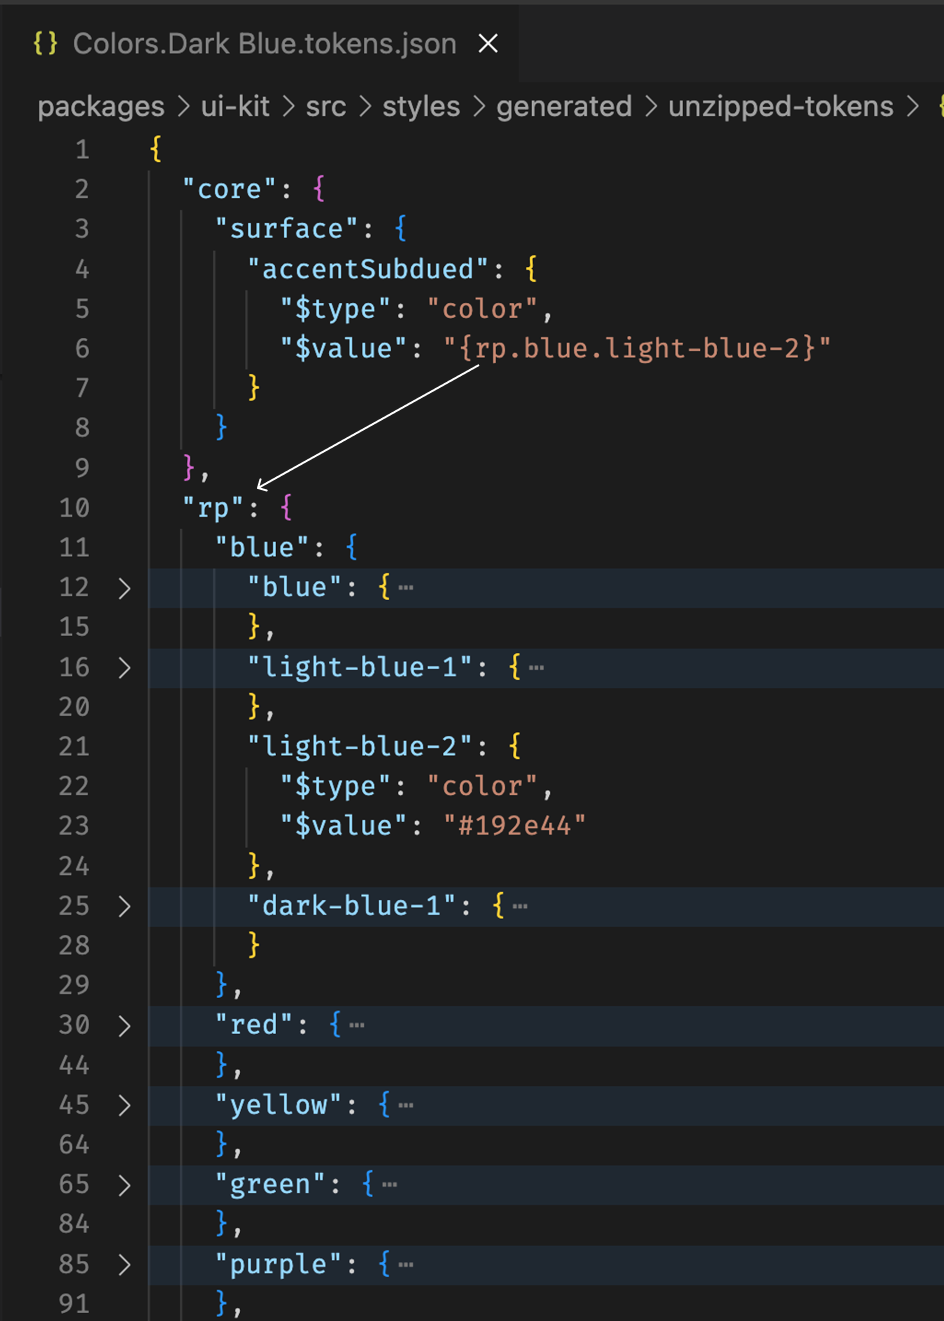 {} Colors.Dark Blue.tokens.json ×
packages > ui-kit > src > styles > generated > unzipped-tokens > {
1 {
2 "core": {
3 "surface": {
4 "accentSubdued": {
5 "$type": "color",
6 "$value": "{rp.blue.light-blue-2}"
7 }
8 }
9 },
10 "rp": {
11 "blue": {
12 > "blue": { ⋯
15 },
16 > "light-blue-1": { ⋯
20 },
21 "light-blue-2": {
22 "$type": "color",
23 "$value": "#192e44"
24 },
25 > "dark-blue-1": { ⋯
28 }
29 },
30 > "red": { ⋯
44 },
45 > "yellow": { ⋯
64 },
65 > "green": { ⋯
84 },
85 > "purple": { ⋯
91 },